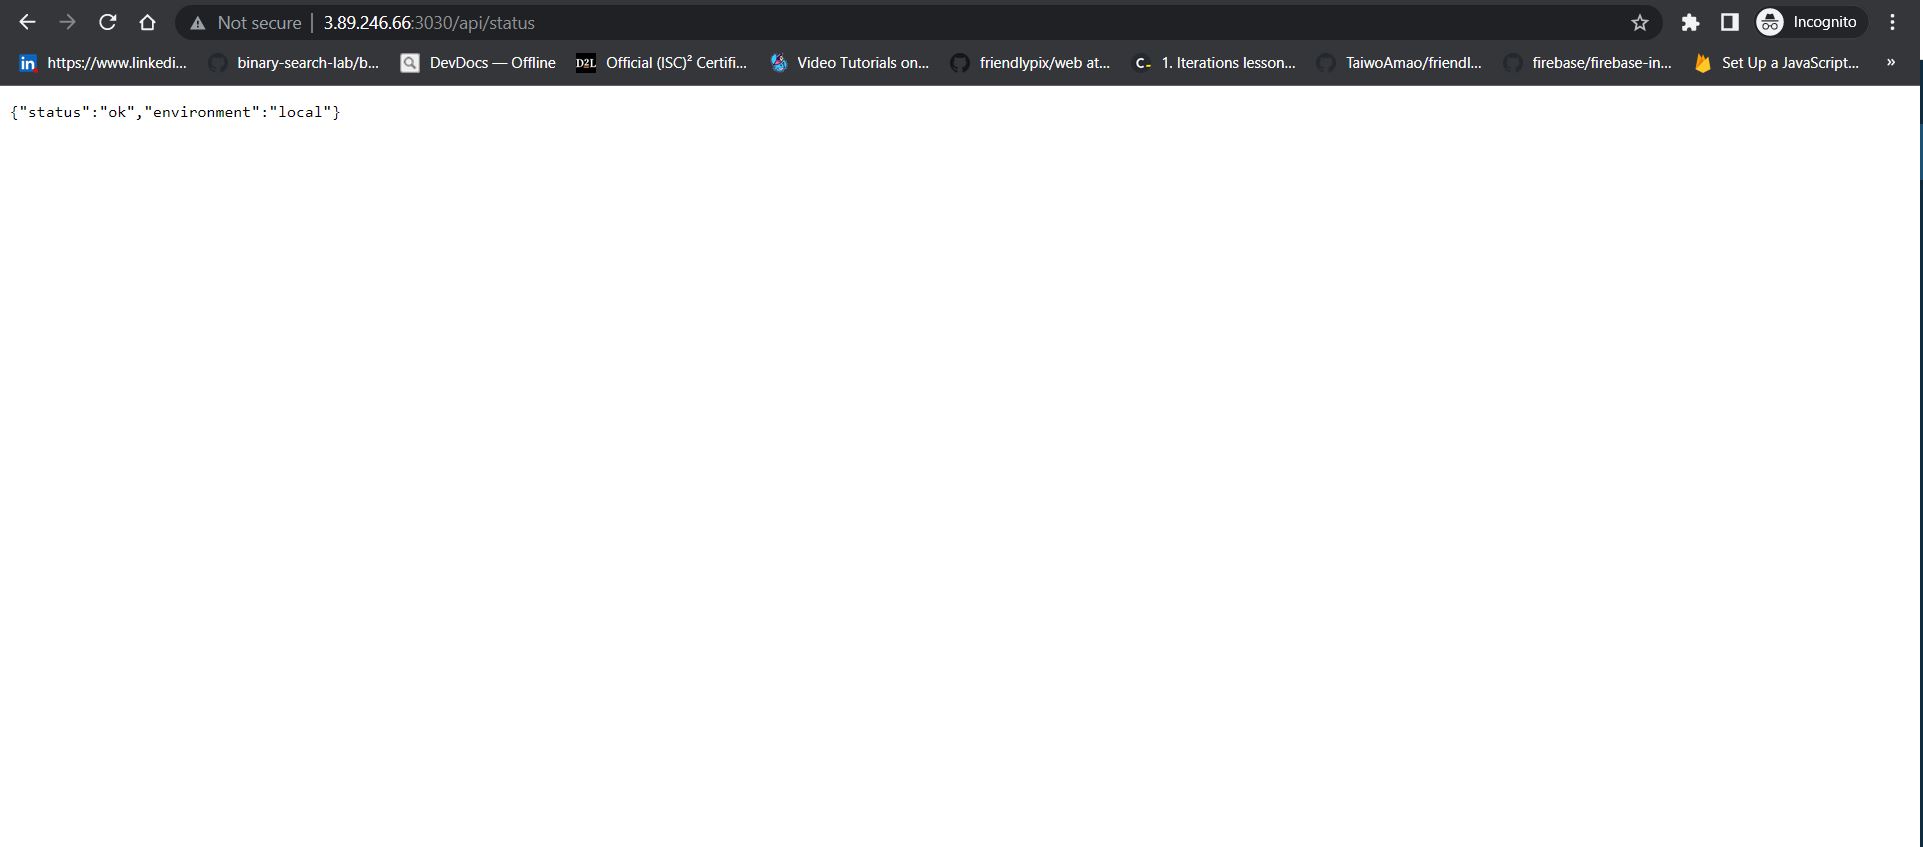 Not secure | 3.89.246.66:3030/api/status
Incognito
in https://www.linkedi... binary-search-lab/b... DevDocs — Offline D2L Official (ISC)² Certifi... Video Tutorials on... friendlypix/web at... C- 1. Iterations lesson... TaiwoAmao/friendl... firebase/firebase-in... Set Up a JavaScript... »
{"status":"ok","environment":"local"}